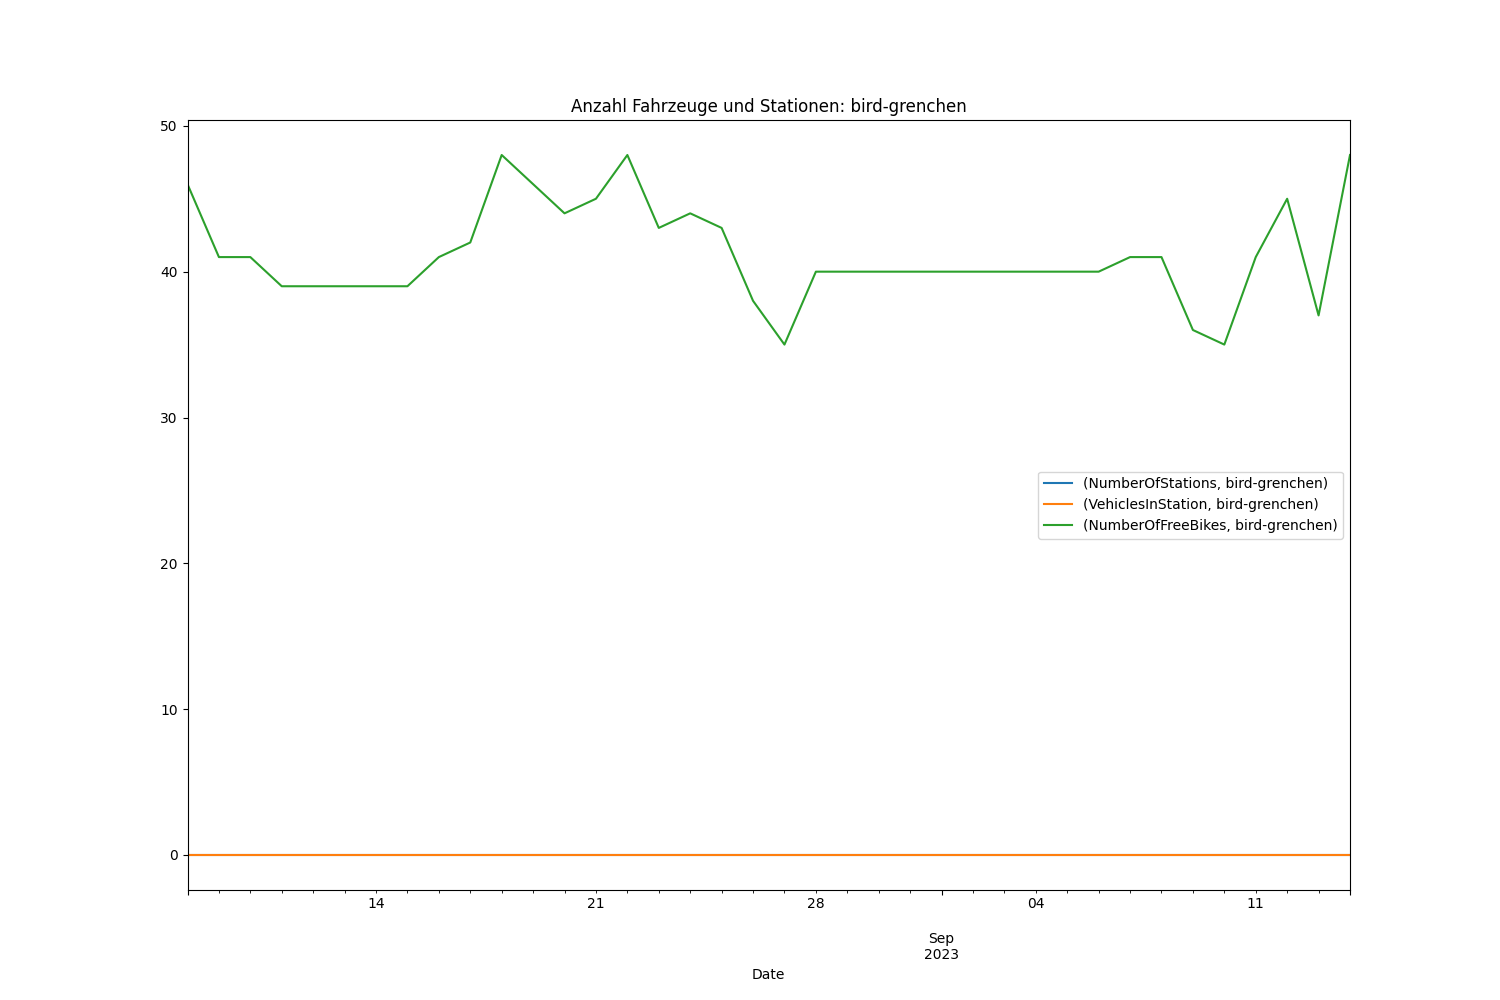 Anzahl Fahrzeuge und Stationen: bird-grenchen
50
40
30
20
10
0
(NumberOfStations, bird-grenchen)
(VehiclesInStation, bird-grenchen)
(NumberOfFreeBikes, bird-grenchen)
14 21 28 04 11
Sep
2023
Date